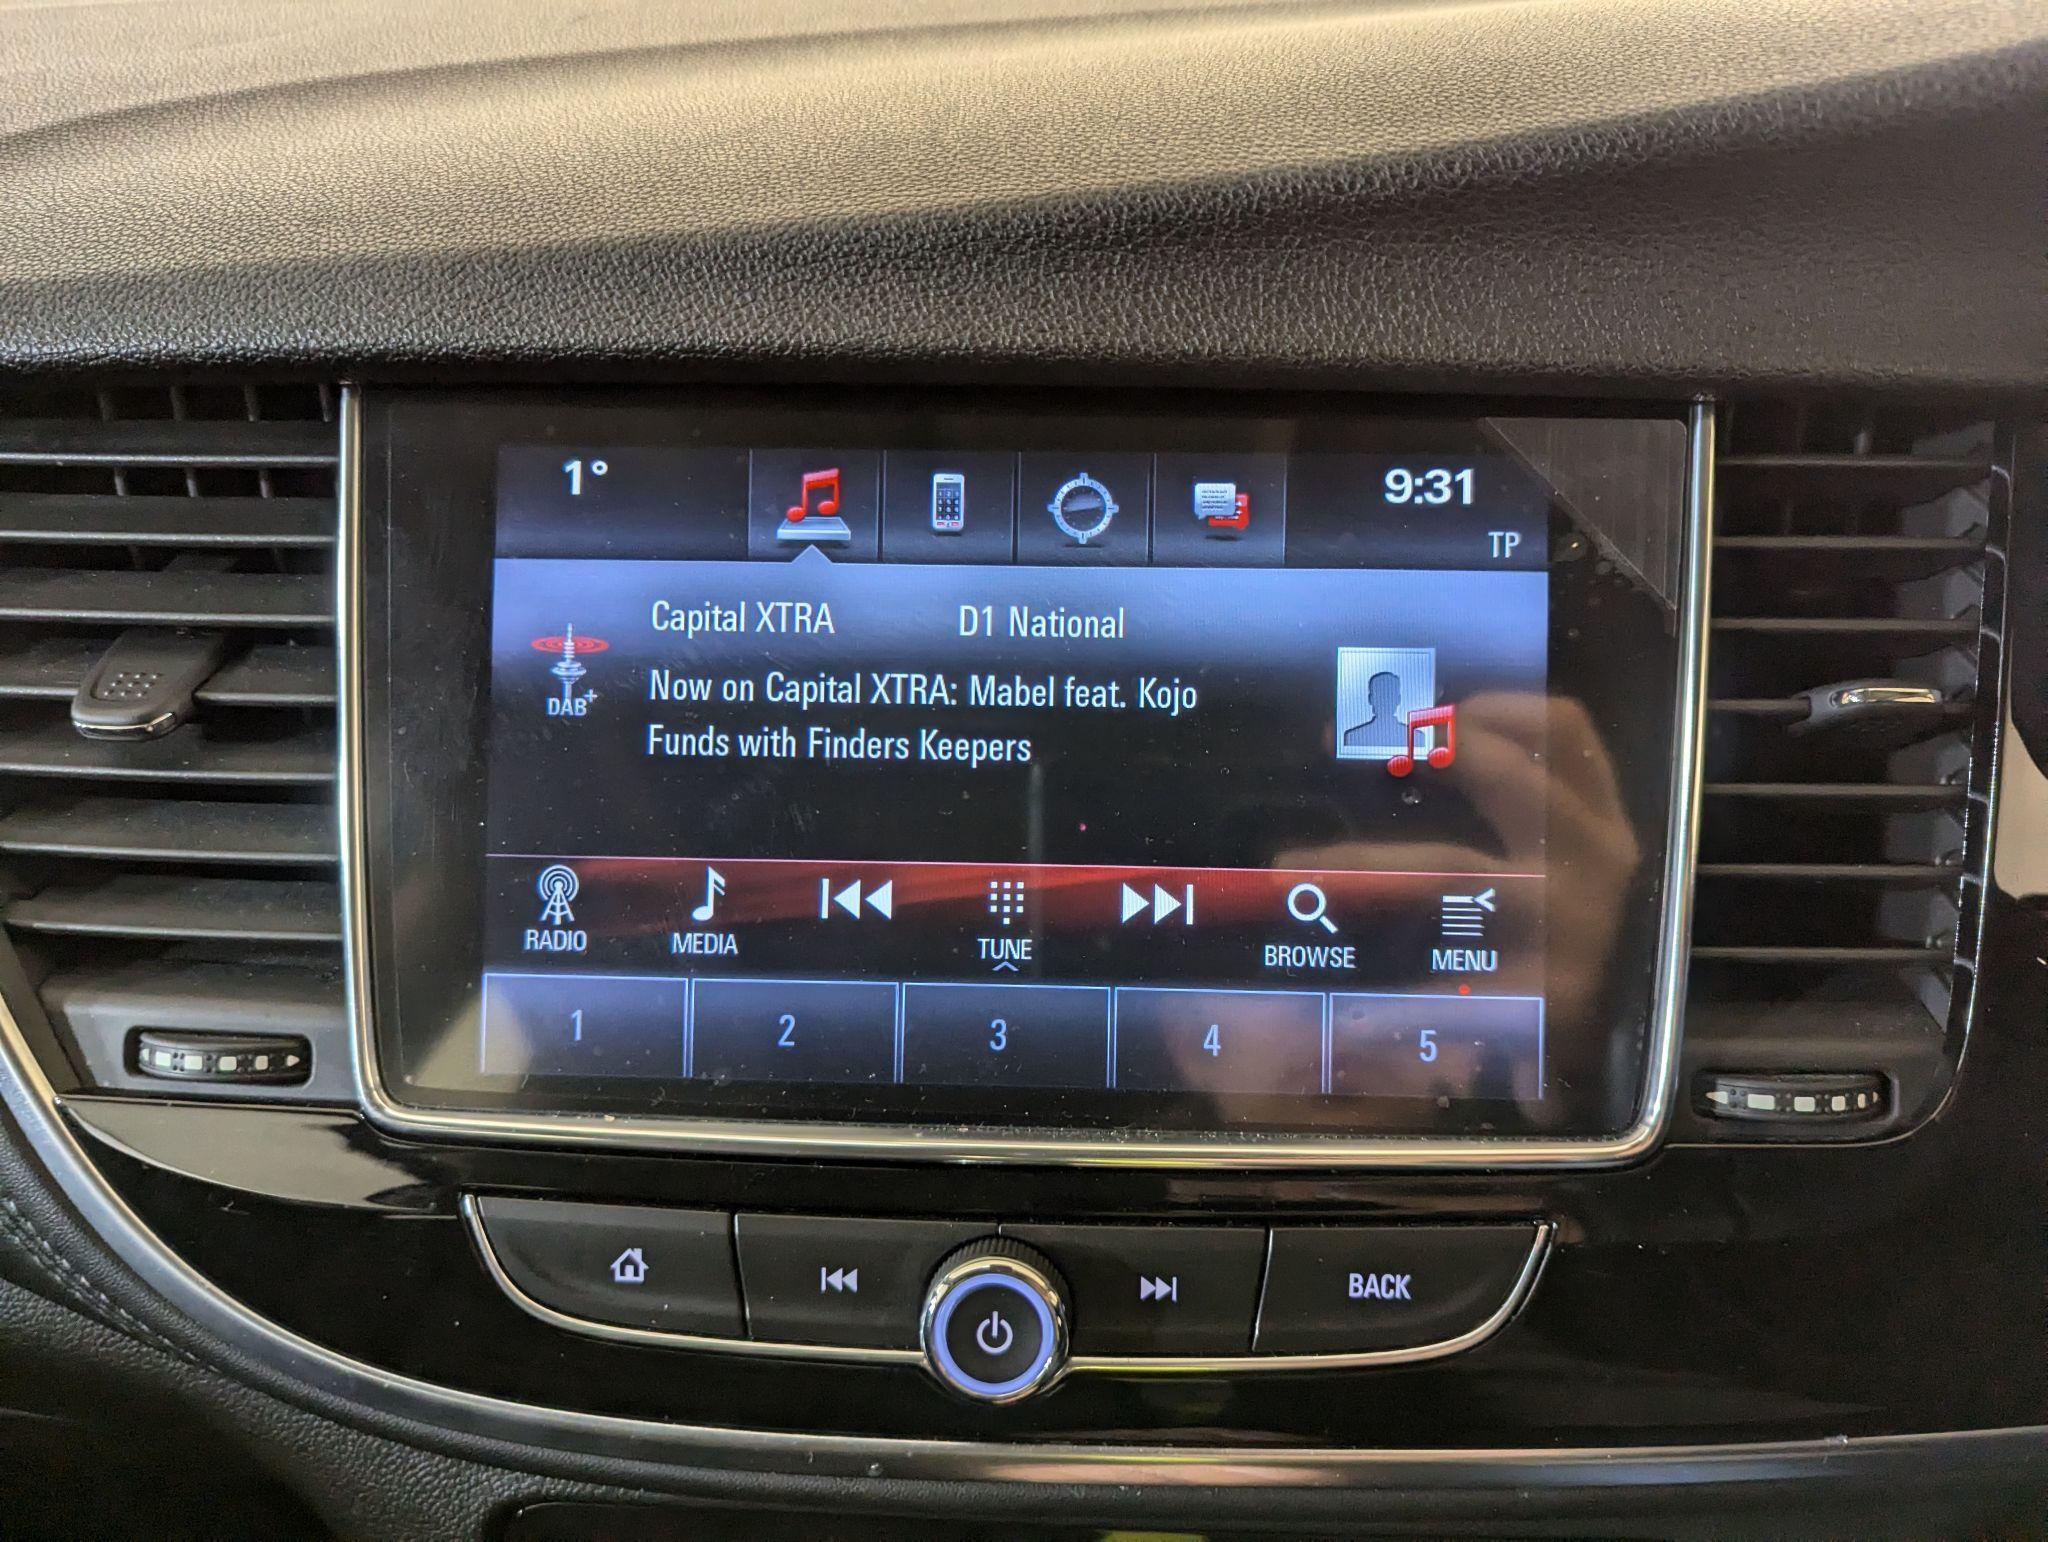 1° 9:31
TP
Capital XTRA D1 National
DAB+
Now on Capital XTRA: Mabel feat. Kojo
Funds with Finders Keepers
RADIO MEDIA TUNE BROWSE MENU
1 2 3 4 5
BACK